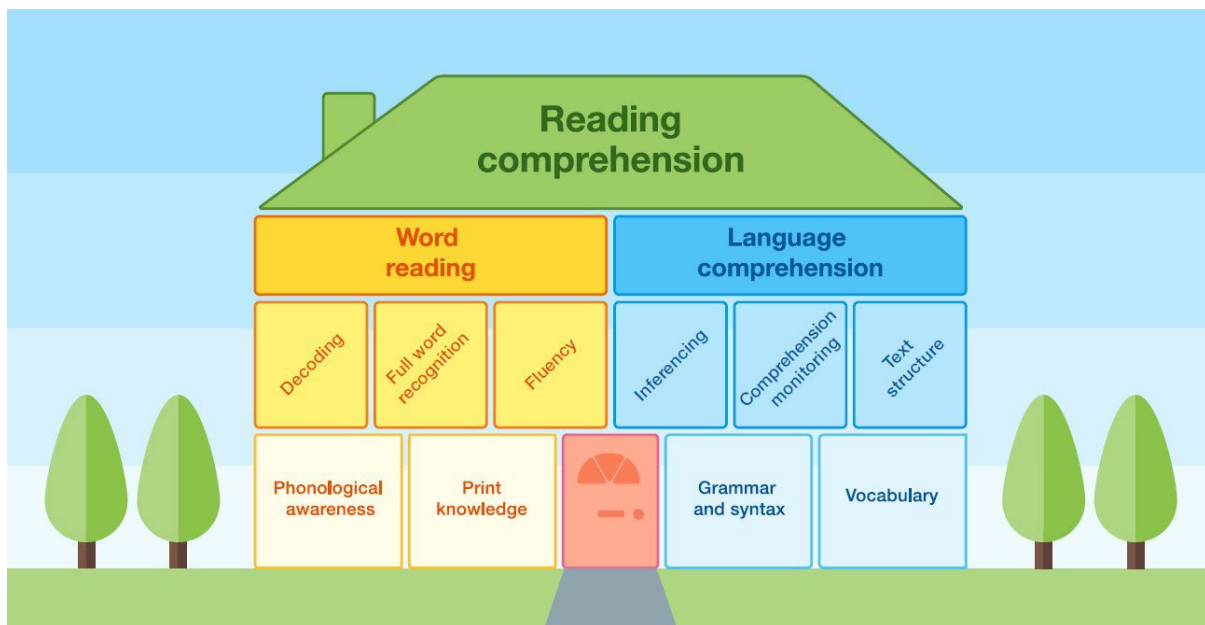 Reading
comprehension
Word
reading
Language
comprehension
Decoding
Full word
recognition
Fluency
Inferencing
Comprehension
monitoring
Text
structure
Phonological
awareness
Print
knowledge
Grammar
and syntax
Vocabulary